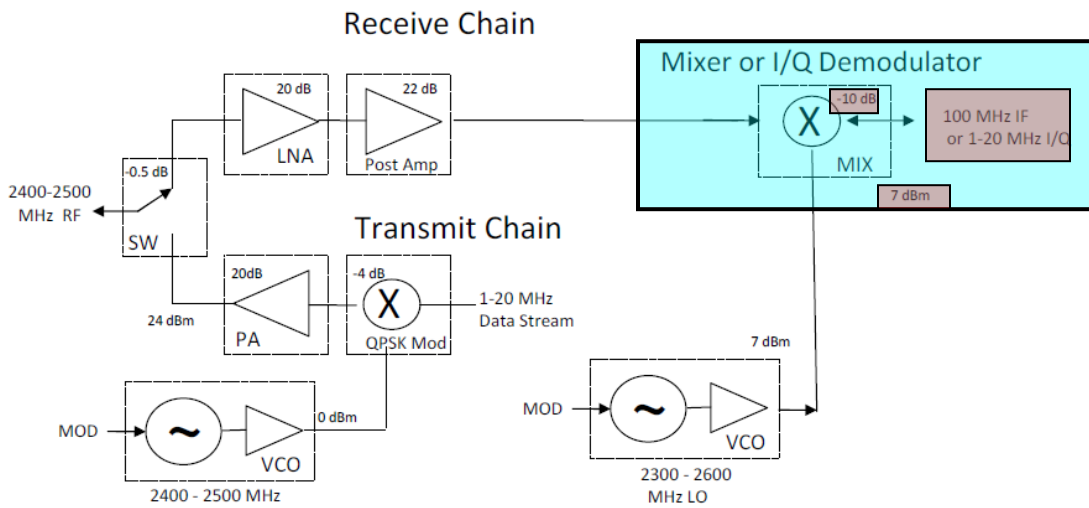 Receive Chain
Mixer or I/Q Demodulator
20 dB
22 dB
-10 dB
100 MHz IF
or 1-20 MHz I/Q
X
LNA
Post Amp
MIX
-0.5 dB
2400-2500
MHz RF
7 dBm
SW
Transmit Chain
20dB
-4 dB
X
1-20 MHz
Data Stream
24 dBm
PA
QPSK Mod
7 dBm
MOD
~
0 dBm
VCO
2400 - 2500 MHz
MOD
~
VCO
2300 - 2600
MHz LO